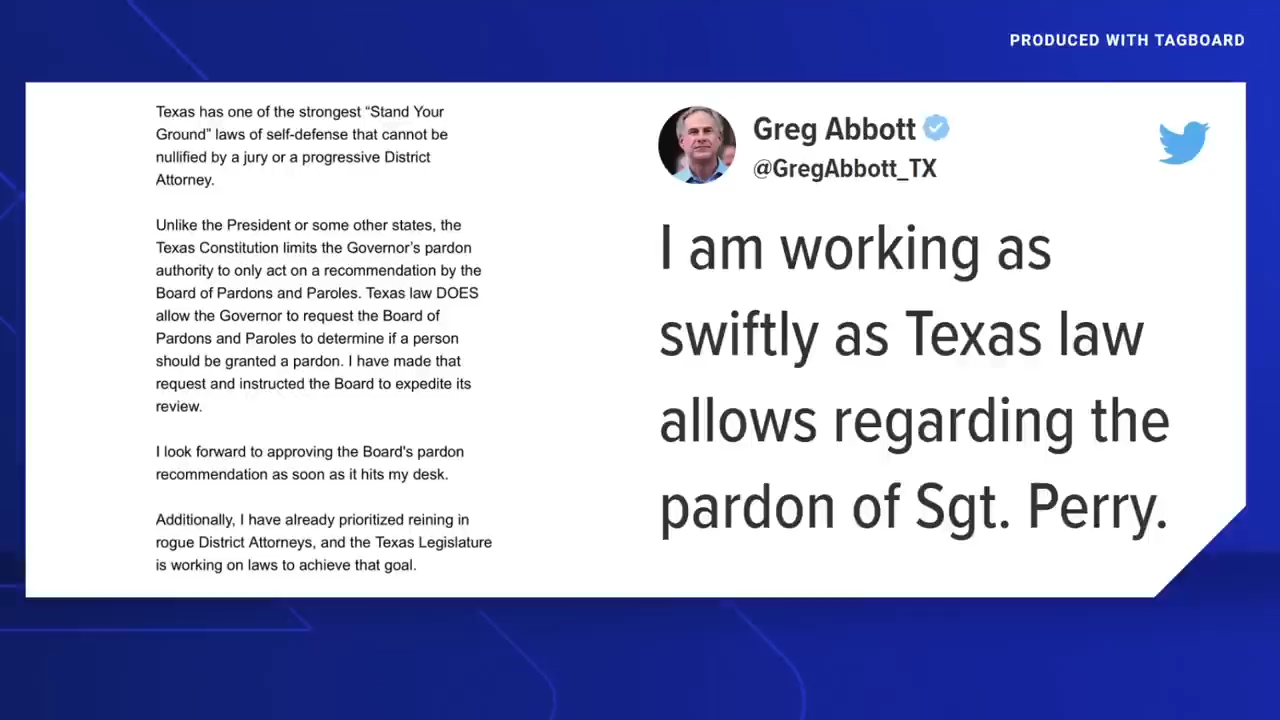 PRODUCED WITH TAGBOARD
Texas has one of the strongest “Stand Your
Ground” laws of self-defense that cannot be
nullified by a jury or a progressive District
Attorney.
Unlike the President or some other states, the
Texas Constitution limits the Governor’s pardon
authority to only act on a recommendation by the
Board of Pardons and Paroles. Texas law DOES
allow the Governor to request the Board of
Pardons and Paroles to determine if a person
should be granted a pardon. I have made that
request and instructed the Board to expedite its
review.
I look forward to approving the Board's pardon
recommendation as soon as it hits my desk.
Additionally, I have already prioritized reining in
rogue District Attorneys, and the Texas Legislature
is working on laws to achieve that goal.
Greg Abbott
@GregAbbott_TX
I am working as
swiftly as Texas law
allows regarding the
pardon of Sgt. Perry.